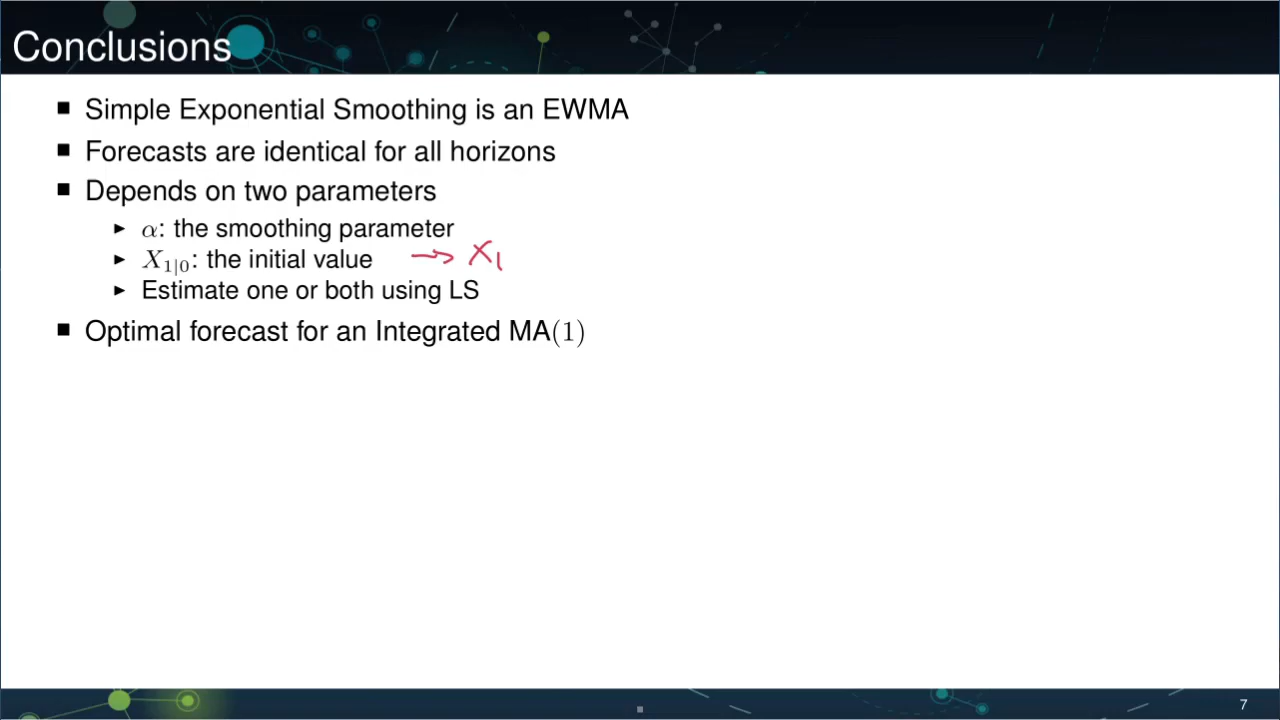 Conclusions
■ Simple Exponential Smoothing is an EWMA
■ Forecasts are identical for all horizons
■ Depends on two parameters
▶ α: the smoothing parameter
▶ X₁|₀: the initial value → X₁
▶ Estimate one or both using LS
■ Optimal forecast for an Integrated MA(1)
7